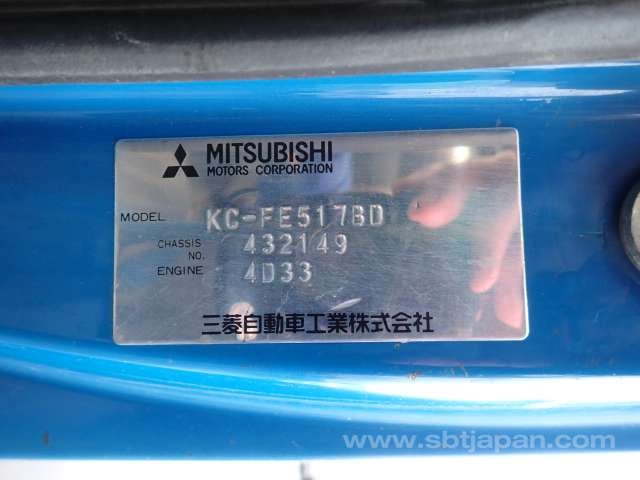 MITSUBISHI
MOTORS CORPORATION
MODEL KC-FE517BD
CHASSIS NO. 432149
ENGINE 4D33
三菱自動車工業株式会社
www.sbtjapan.com